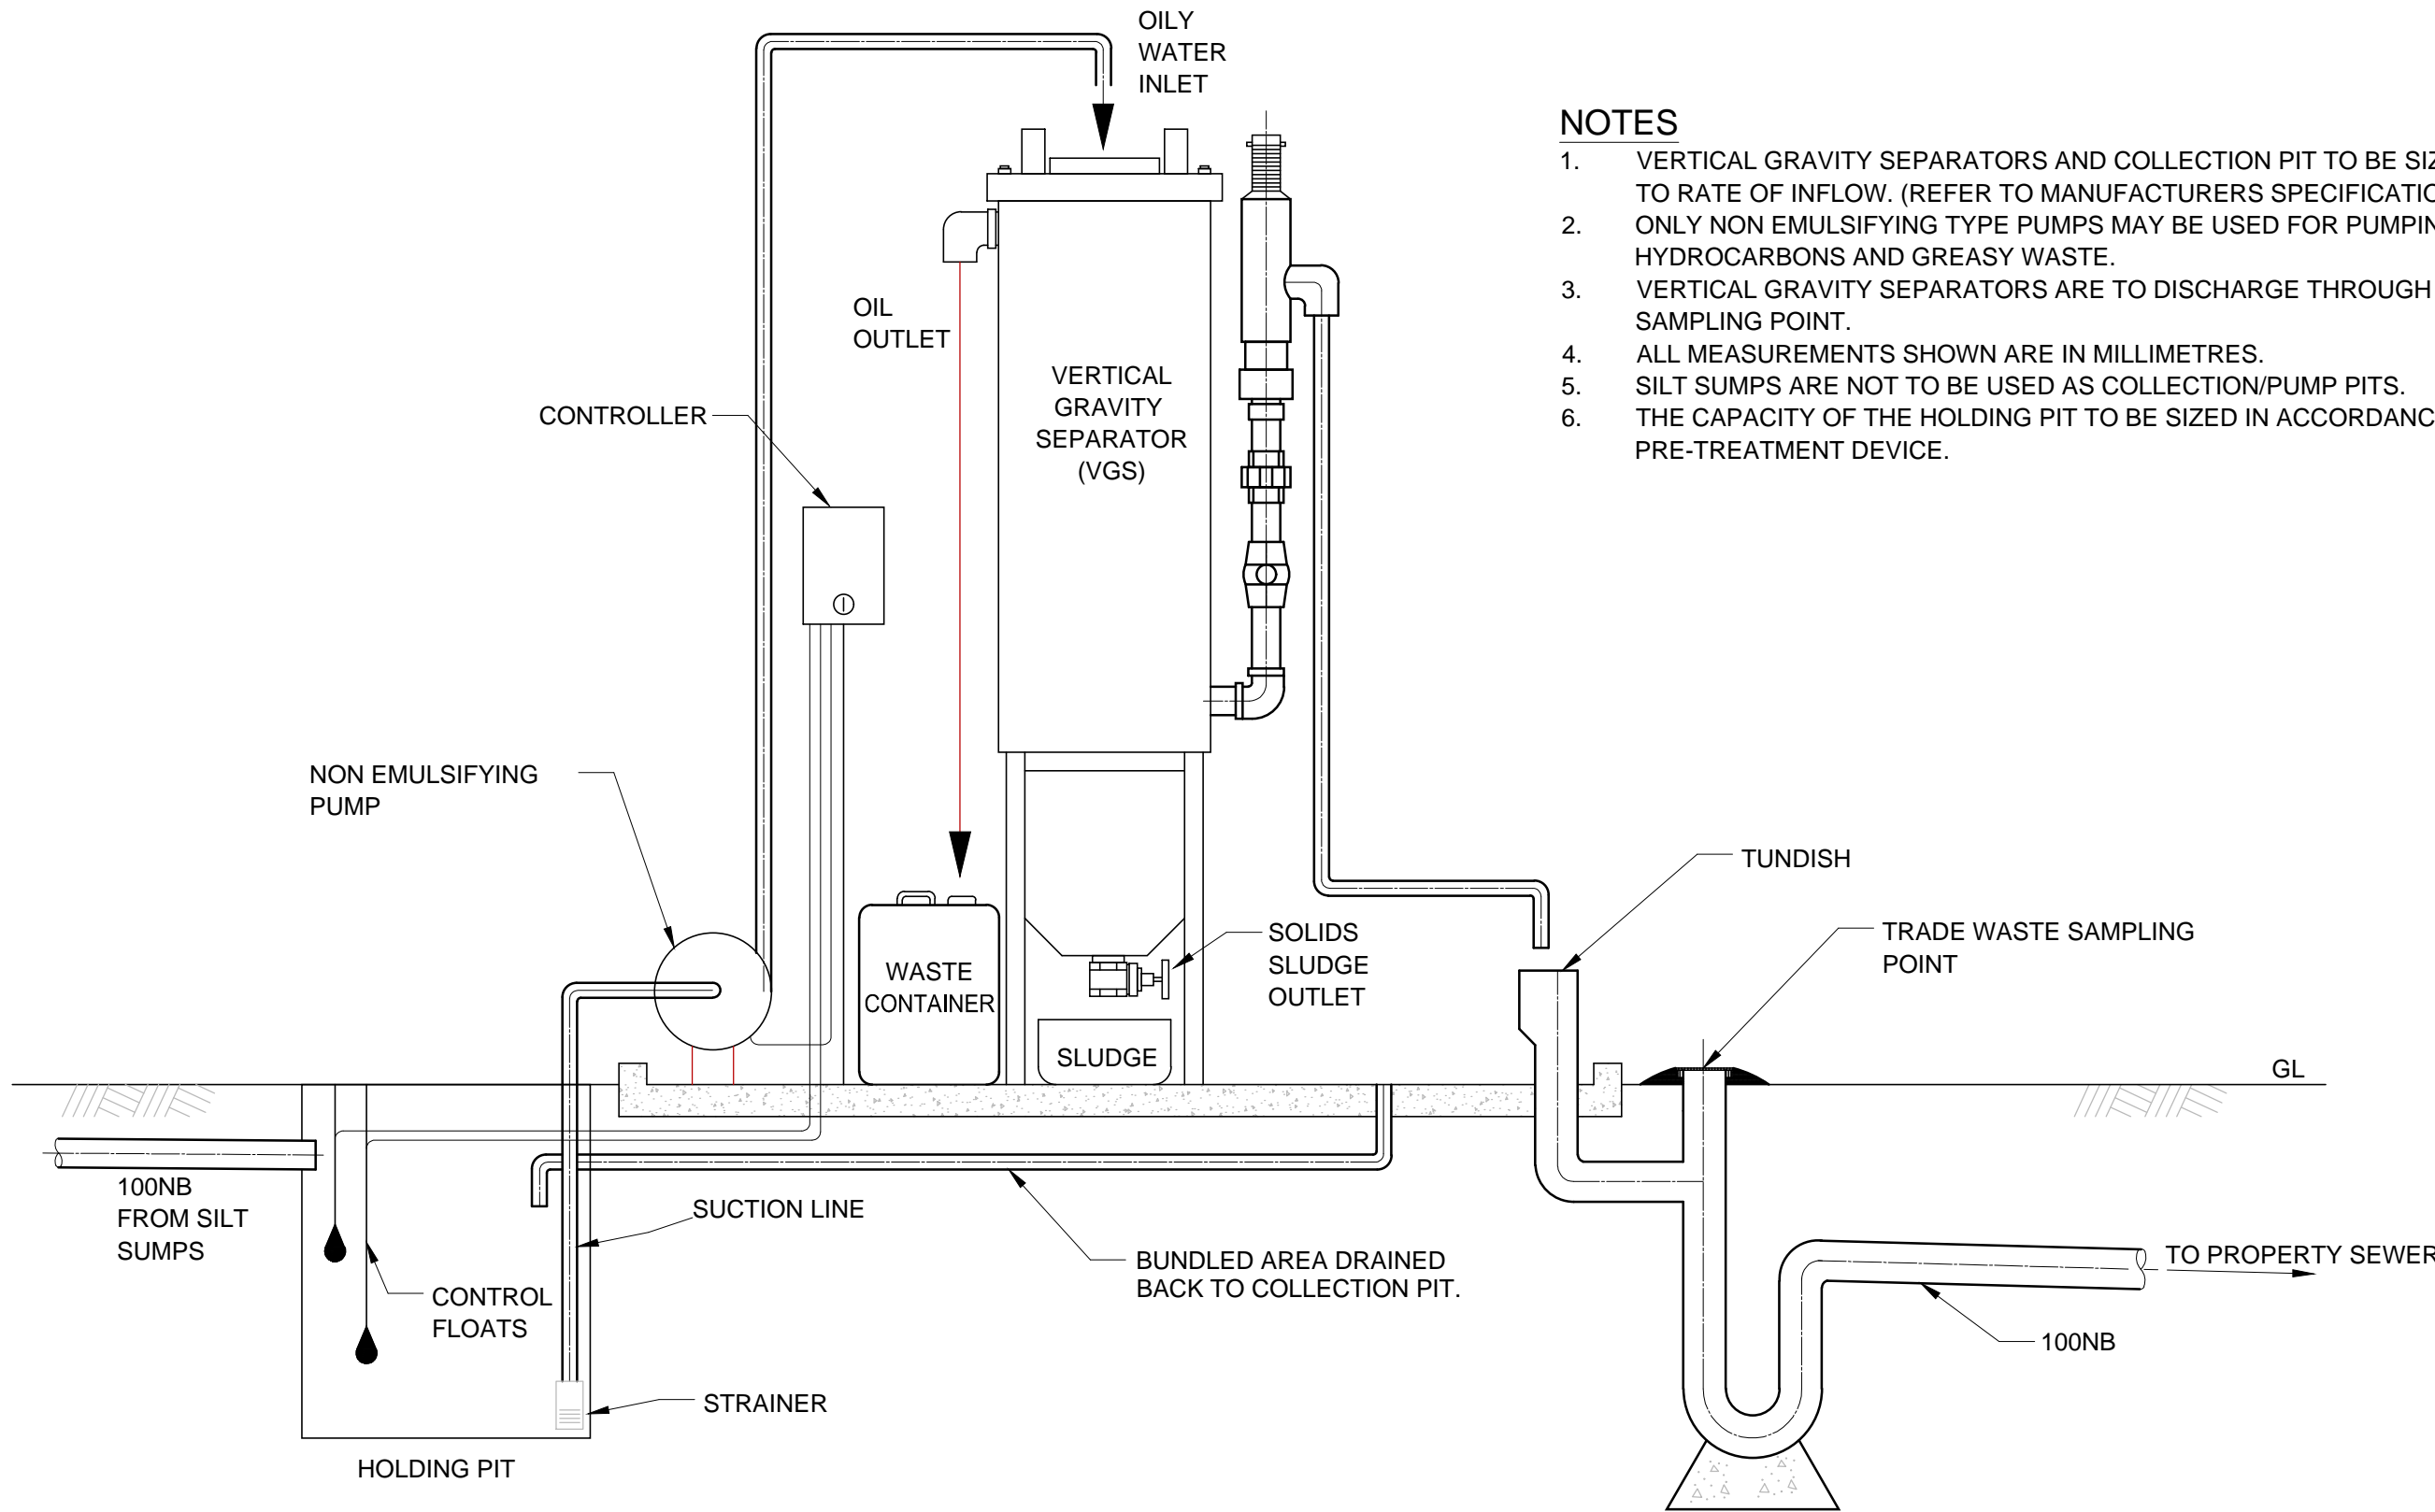 OILY
WATER
INLET
NOTES
1. VERTICAL GRAVITY SEPARATORS AND COLLECTION PIT TO BE
TO RATE OF INFLOW. (REFER TO MANUFACTURERS
2. ONLY NON EMULSIFYING TYPE PUMPS MAY BE USED FOR
HYDROCARBONS AND GREASY WASTE.
3. VERTICAL GRAVITY SEPARATORS ARE TO DISCHARGE THROUGH
SAMPLING POINT.
4. ALL MEASUREMENTS SHOWN ARE IN MILLIMETRES.
5. SILT SUMPS ARE NOT TO BE USED AS COLLECTION/PUMP PITS.
6. THE CAPACITY OF THE HOLDING PIT TO BE SIZED IN
PRE-TREATMENT DEVICE.
OIL
OUTLET
VERTICAL
GRAVITY
SEPARATOR
(VGS)
CONTROLLER
NON EMULSIFYING
PUMP
TUNDISH
WASTE
CONTAINER
SOLIDS
SLUDGE
OUTLET
TRADE WASTE SAMPLING
POINT
SLUDGE
GL
100NB
FROM SILT
SUMPS
SUCTION LINE
BUNDLED AREA DRAINED
BACK TO COLLECTION PIT.
TO PROPERTY SEWER
CONTROL
FLOATS
100NB
STRAINER
HOLDING PIT